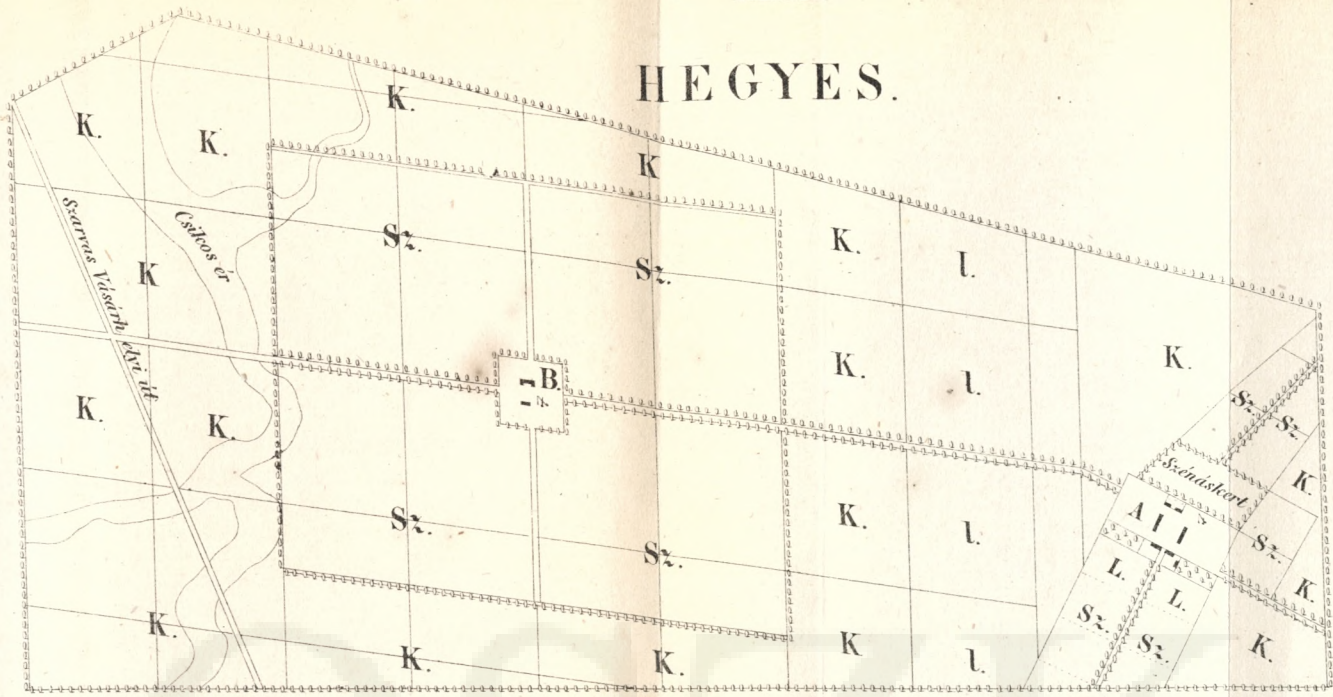 HEGYES.
K.
K.
K.
K
Szarvas Vásárhelyi út
Csikos ér
K
Sz.
Sz.
K.
l.
K.
l.
K.
B.
K.
K.
Sz.
Sz.
K.
l.
Sz.
Sz.
K.
Szénáskert
A
Sz.
K.
L.
L.
Sz.
Sz.
K.
K.
K.
K.
K
l.